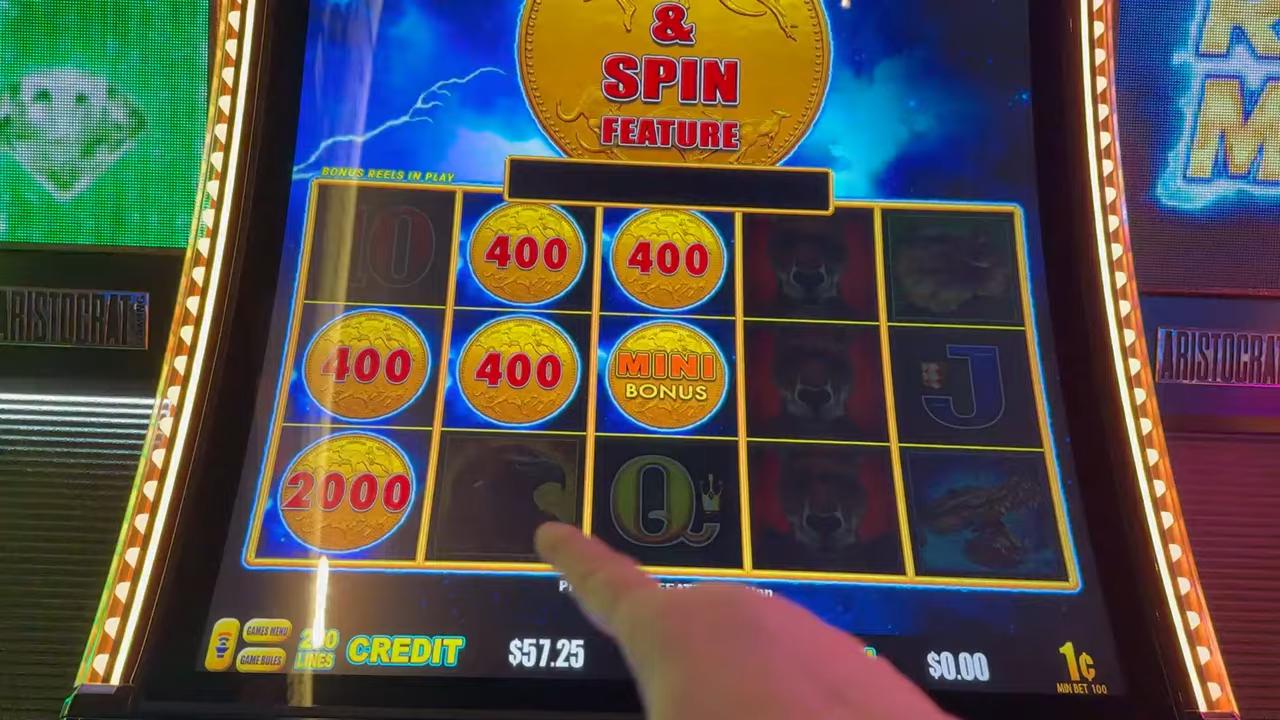 &
SPIN
FEATURE
BONUS REELS IN PLAY
10
400
400
400
400
MINI
BONUS
J
2000
Q
GAMES MENU
GAME RULES
LINES
CREDIT
$57.25
$0.00
1¢
MIN BET 100
ARISTOCRAT
ARISTOCRAT